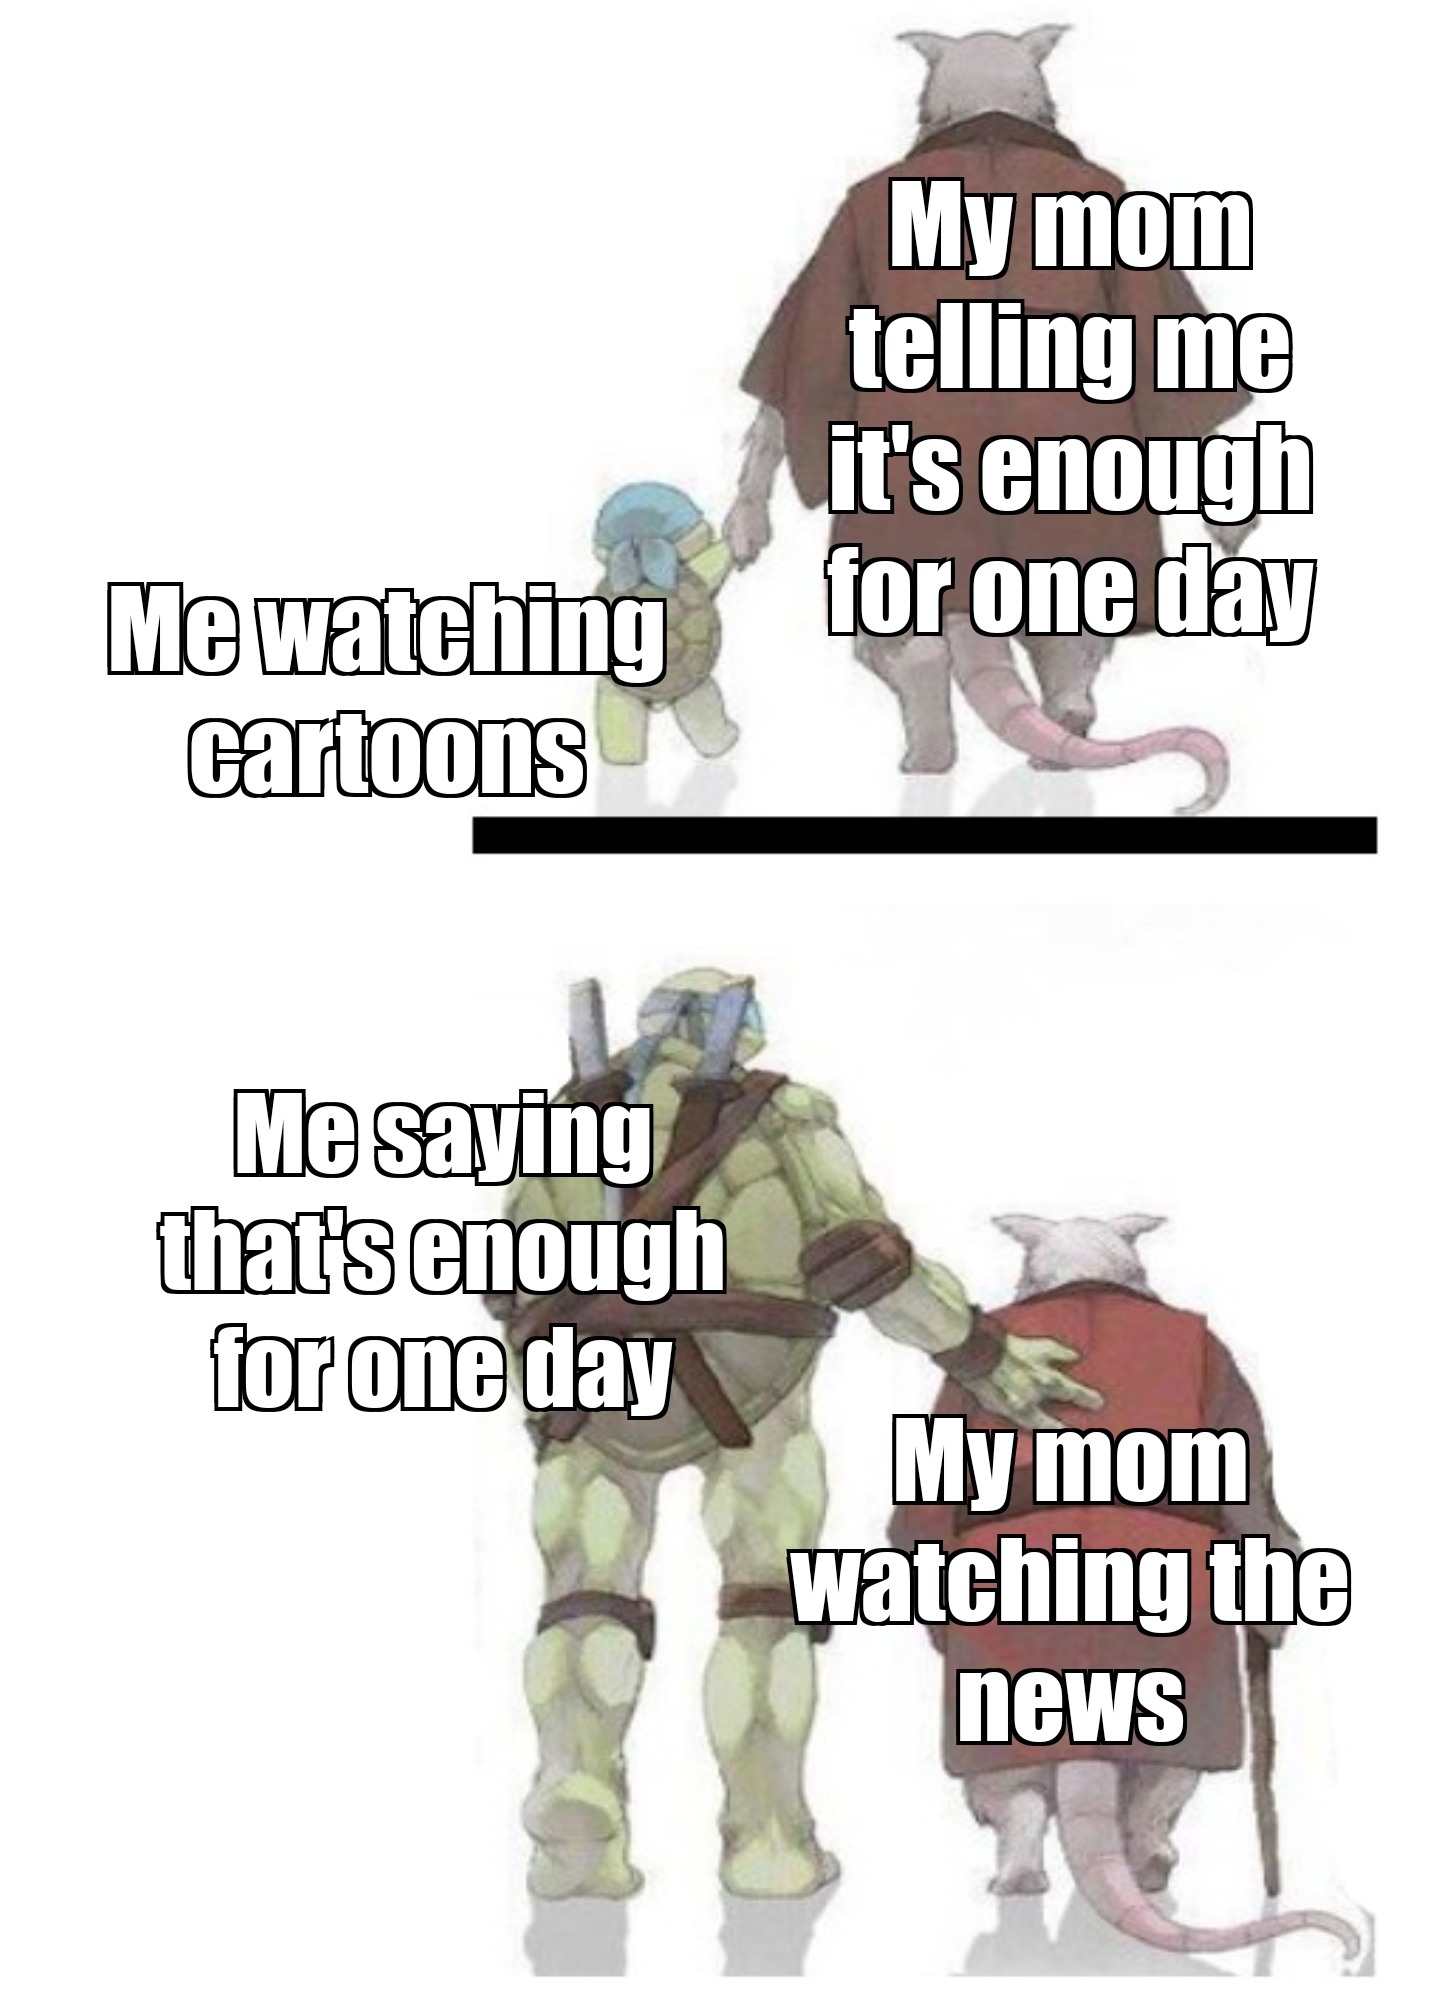 My mom
telling me
it's enough
for one day
Me watching
cartoons
Me saying
that's enough
for one day
My mom
watching the
news